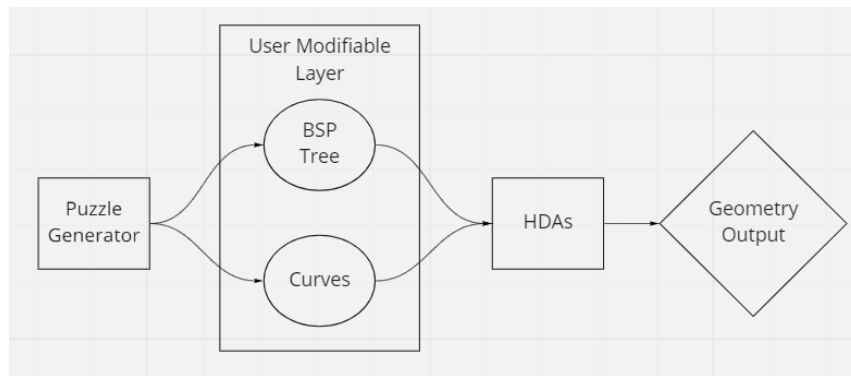 User Modifiable
Layer
BSP
Tree
Puzzle
Generator
HDAs
Geometry
Output
Curves